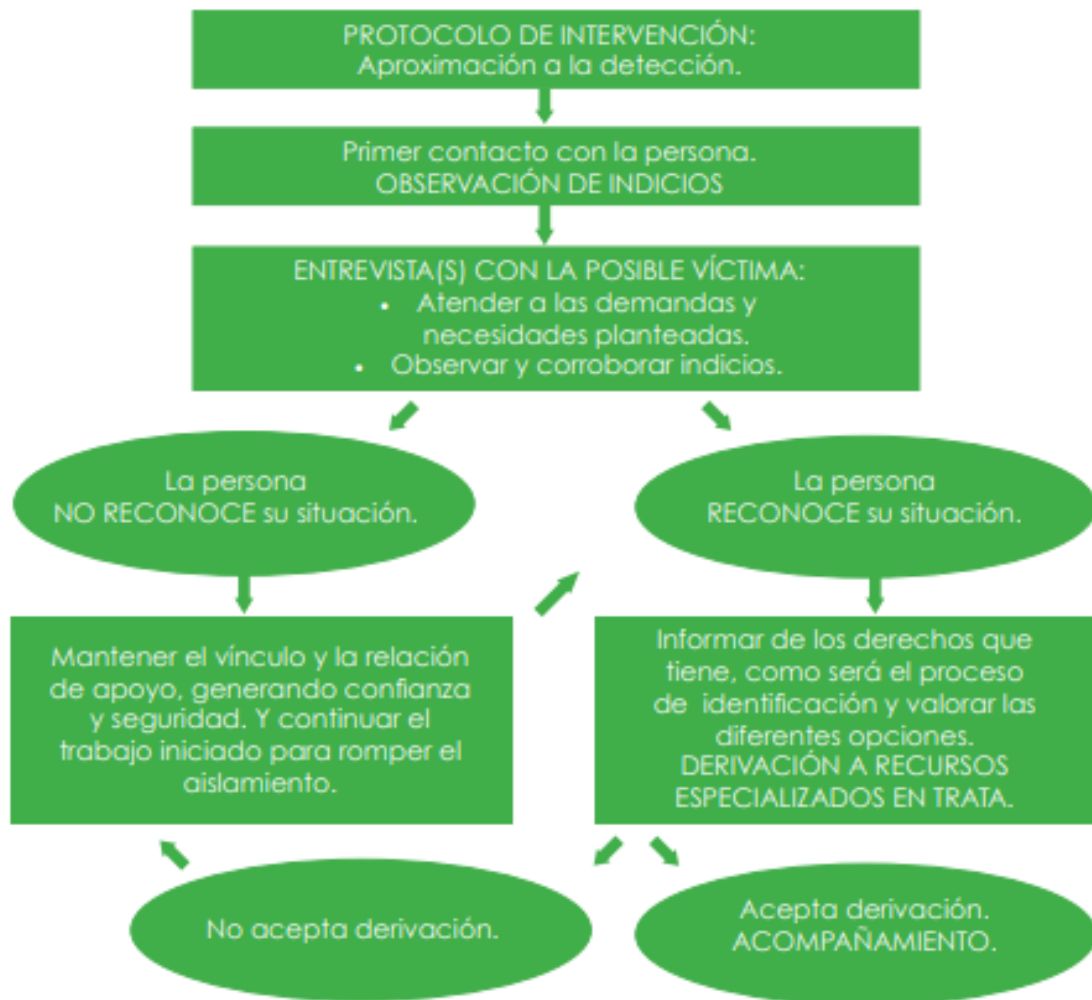 PROTOCOLO DE INTERVENCIÓN:
Aproximación a la detección.
Primer contacto con la persona.
OBSERVACIÓN DE INDICIOS
ENTREVISTA(S) CON LA POSIBLE VÍCTIMA:
• Atender a las demandas y
necesidades planteadas.
• Observar y corroborar indicios.
La persona
NO RECONOCE su situación.
La persona
RECONOCE su situación.
Mantener el vínculo y la relación
de apoyo, generando confianza
y seguridad. Y continuar el
trabajo iniciado para romper el
aislamiento.
Informar de los derechos que
tiene, como será el proceso
de identificación y valorar las
diferentes opciones.
DERIVACIÓN A RECURSOS
ESPECIALIZADOS EN TRATA.
No acepta derivación.
Acepta derivación.
ACOMPAÑAMIENTO.